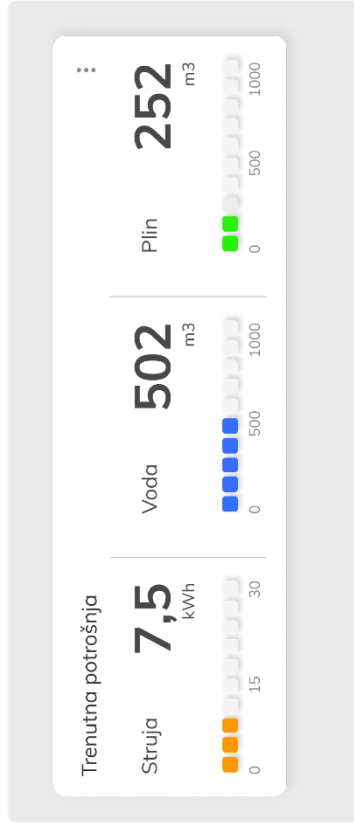 Trenutna potrošnja
Struja
7,5
kWh
0
15
30
Voda
502
m3
0
500
1000
Plin
252
m3
0
500
1000